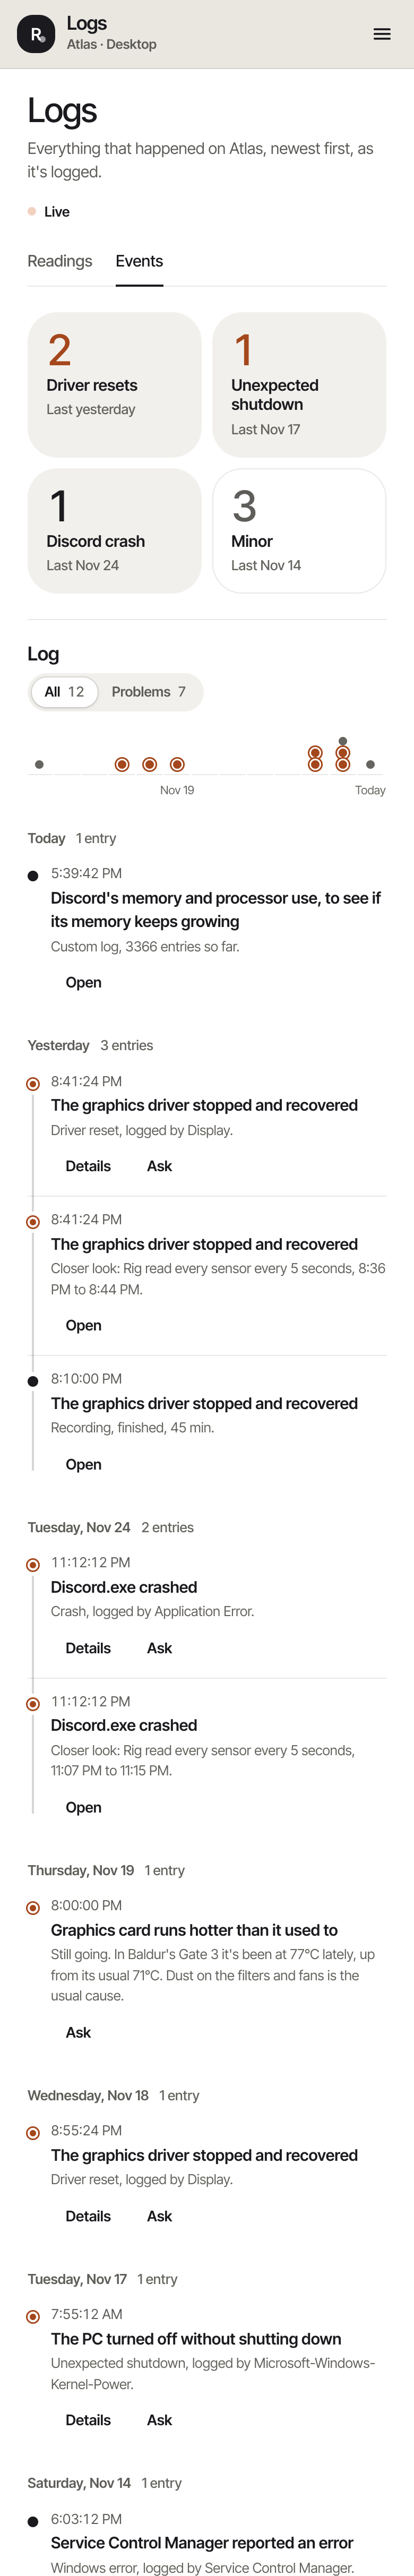 R
Logs
Atlas · Desktop
Logs
Everything that happened on Atlas, newest first, as
it's logged.
Live
Readings Events
2
Driver resets
Last yesterday
1
Unexpected
shutdown
Last Nov 17
1
Discord crash
Last Nov 24
3
Minor
Last Nov 14
Log
All 12 Problems 7
Nov 19 Today
Today 1 entry
5:39:42 PM
Discord's memory and processor use, to see if
its memory keeps growing
Custom log, 3366 entries so far.
Open
Yesterday 3 entries
8:41:24 PM
The graphics driver stopped and recovered
Driver reset, logged by Display.
Details Ask
8:41:24 PM
The graphics driver stopped and recovered
Closer look: Rig read every sensor every 5 seconds, 8:36
PM to 8:44 PM.
Open
8:10:00 PM
The graphics driver stopped and recovered
Recording, finished, 45 min.
Open
Tuesday, Nov 24 2 entries
11:12:12 PM
Discord.exe crashed
Crash, logged by Application Error.
Details Ask
11:12:12 PM
Discord.exe crashed
Closer look: Rig read every sensor every 5 seconds,
11:07 PM to 11:15 PM.
Open
Thursday, Nov 19 1 entry
8:00:00 PM
Graphics card runs hotter than it used to
Still going. In Baldur's Gate 3 it's been at 77°C lately, up
from its usual 71°C. Dust on the filters and fans is the
usual cause.
Ask
Wednesday, Nov 18 1 entry
8:55:24 PM
The graphics driver stopped and recovered
Driver reset, logged by Display.
Details Ask
Tuesday, Nov 17 1 entry
7:55:12 AM
The PC turned off without shutting down
Unexpected shutdown, logged by Microsoft-Windows-
Kernel-Power.
Details Ask
Saturday, Nov 14 1 entry
6:03:12 PM
Service Control Manager reported an error
Windows error, logged by Service Control Manager.